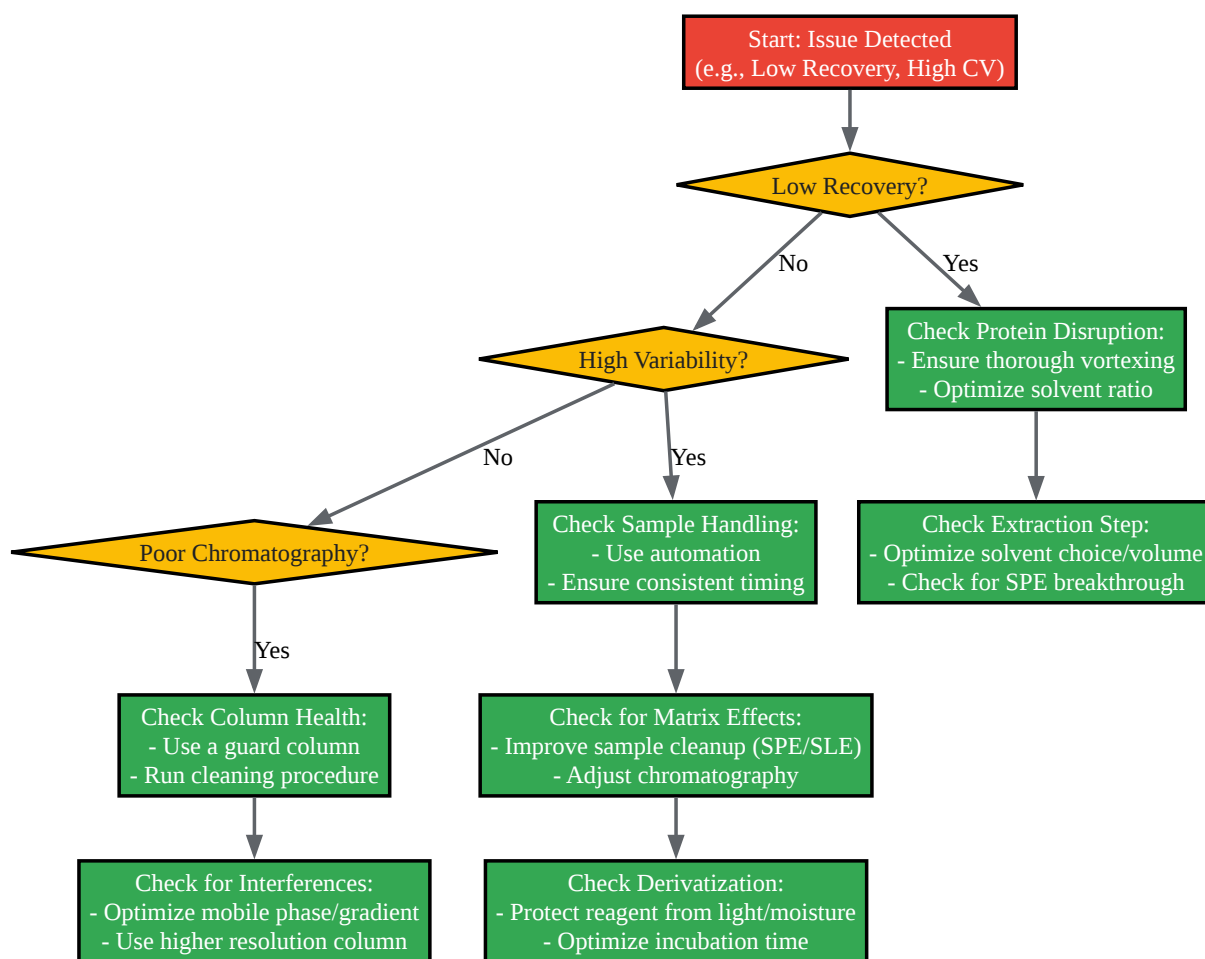 Start: Issue Detected
(e.g., Low Recovery, High CV)
Low Recovery?
No
Yes
High Variability?
Check Protein Disruption:
- Ensure thorough vortexing
- Optimize solvent ratio
No
Yes
Poor Chromatography?
Check Sample Handling:
- Use automation
- Ensure consistent timing
Check Extraction Step:
- Optimize solvent choice/volume
- Check for SPE breakthrough
Yes
Check Column Health:
- Use a guard column
- Run cleaning procedure
Check for Matrix Effects:
- Improve sample cleanup (SPE/SLE)
- Adjust chromatography
Check for Interferences:
- Optimize mobile phase/gradient
- Use higher resolution column
Check Derivatization:
- Protect reagent from light/moisture
- Optimize incubation time